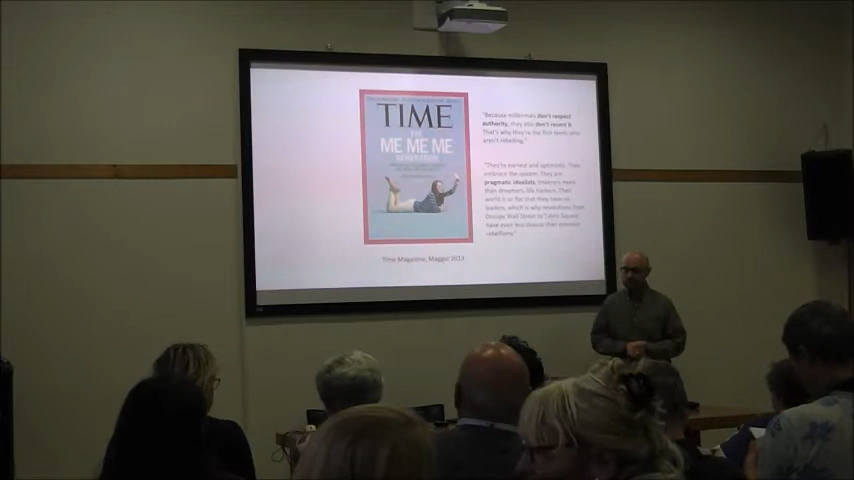 TIME
THE
ME ME ME
GENERATION
Time Magazine, Maggio 2013
"Because millennials don't respect
authority, they also don't resent it.
That's why they're the first teens who
aren't rebelling."
"They're earnest and optimistic. They
embrace the system. They are
pragmatic idealists, tinkerers more
than dreamers, life hackers. Their
world is so flat that they have no
leaders, which is why revolutions from
Occupy Wall Street to Tahrir Square
have even less chance than previous
rebellions."